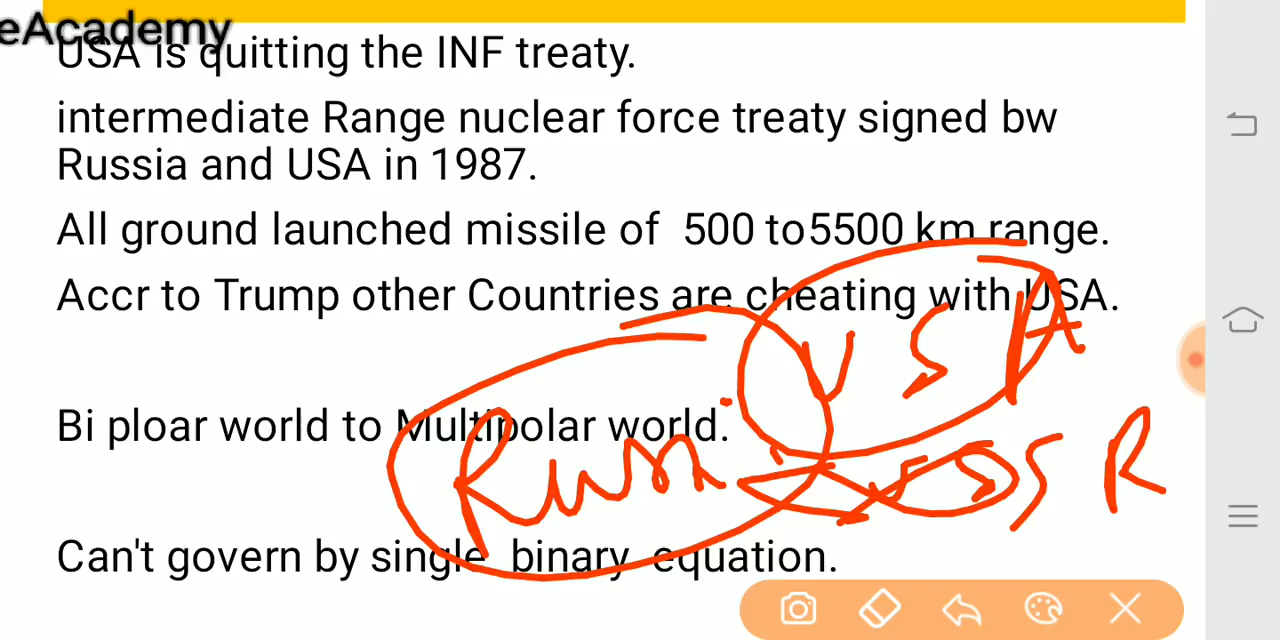 eAcademy
USA is quitting the INF treaty.
intermediate Range nuclear force treaty signed bw
Russia and USA in 1987.
All ground launched missile of 500 to5500 km range.
Accr to Trump other Countries are cheating with USA.
USA
Bi ploar world to Multipolar world.
SSR
Can't govern by single binary equation.